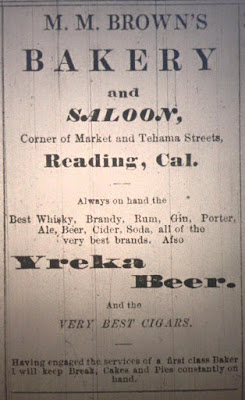 M. M. BROWN'S
BAKERY
and
SALOON,
Corner of Market and Tehama Streets,
Reading, Cal.
Always on hand the
Best Whisky, Brandy, Rum, Gin, Porter,
Ale, Beer, Cider, Soda, all of the
very best brands. Also
Yreka
Beer.
And the
VERY BEST CIGARS.
Having engaged the services of a first class Baker
I will keep Break, Cakes and Pies constantly on
hand.